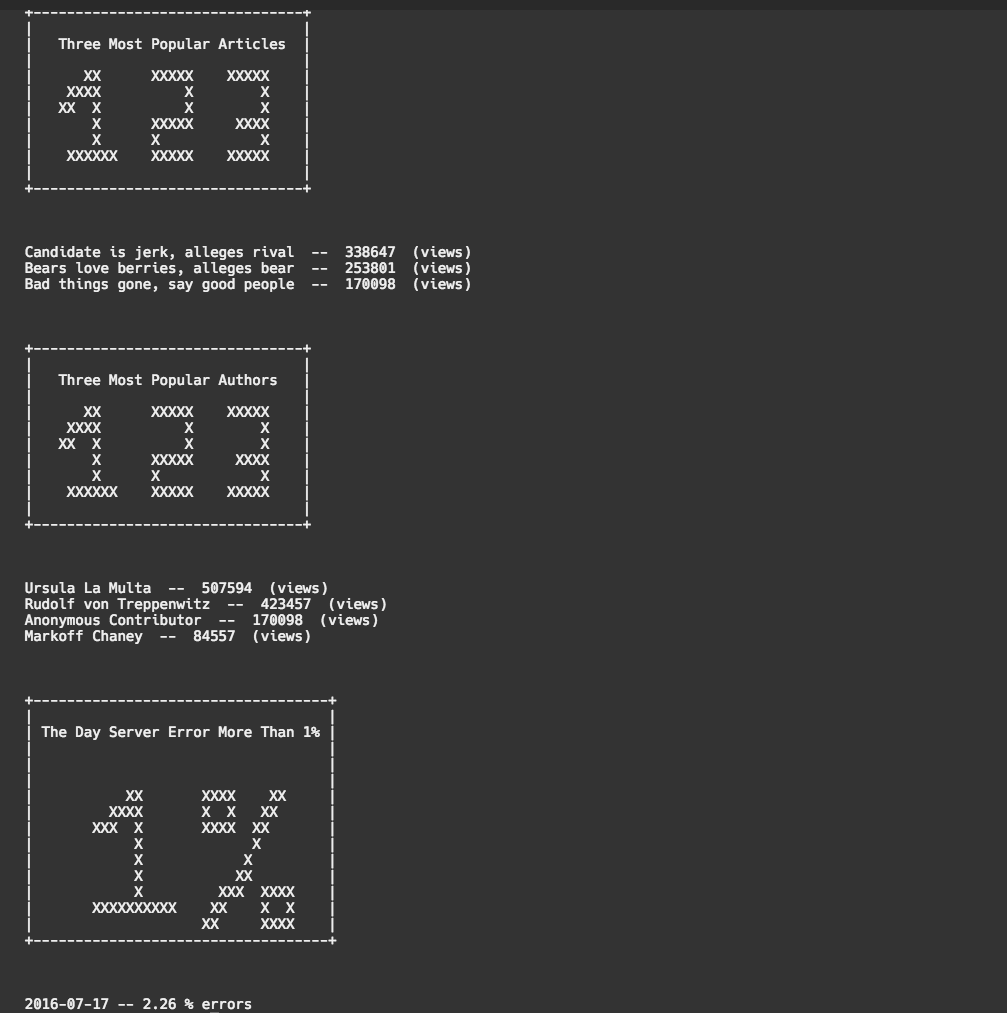 +--------------------------------+
|                                |
|   Three Most Popular Articles  |
|                                |
|      XX      XXXXX    XXXXX    |
|    XXXX          X        X    |
|   XX  X          X        X    |
|       X      XXXXX     XXXX    |
|       X      X            X    |
|    XXXXXX    XXXXX    XXXXX    |
|                                |
+--------------------------------+
Candidate is jerk, alleges rival  --  338647  (views)
Bears love berries, alleges bear  --  253801  (views)
Bad things gone, say good people  --  170098  (views)
+--------------------------------+
|                                |
|   Three Most Popular Authors   |
|                                |
|      XX      XXXXX    XXXXX    |
|    XXXX          X        X    |
|   XX  X          X        X    |
|       X      XXXXX     XXXX    |
|       X      X            X    |
|    XXXXXX    XXXXX    XXXXX    |
|                                |
+--------------------------------+
Ursula La Multa  --  507594  (views)
Rudolf von Treppenwitz  --  423457  (views)
Anonymous Contributor  --  170098  (views)
Markoff Chaney  --  84557  (views)
+-----------------------------------+
|                                   |
| The Day Server Error More Than 1% |
|                                   |
|                                   |
|                                   |
|           XX       XXXX    XX     |
|         XXXX       X  X   XX      |
|       XXX  X       XXXX  XX       |
|            X             X        |
|            X            X         |
|            X           XX         |
|            X         XXX  XXXX    |
|       XXXXXXXXXX    XX    X  X    |
|                    XX     XXXX    |
+-----------------------------------+
2016-07-17 -- 2.26 % errors